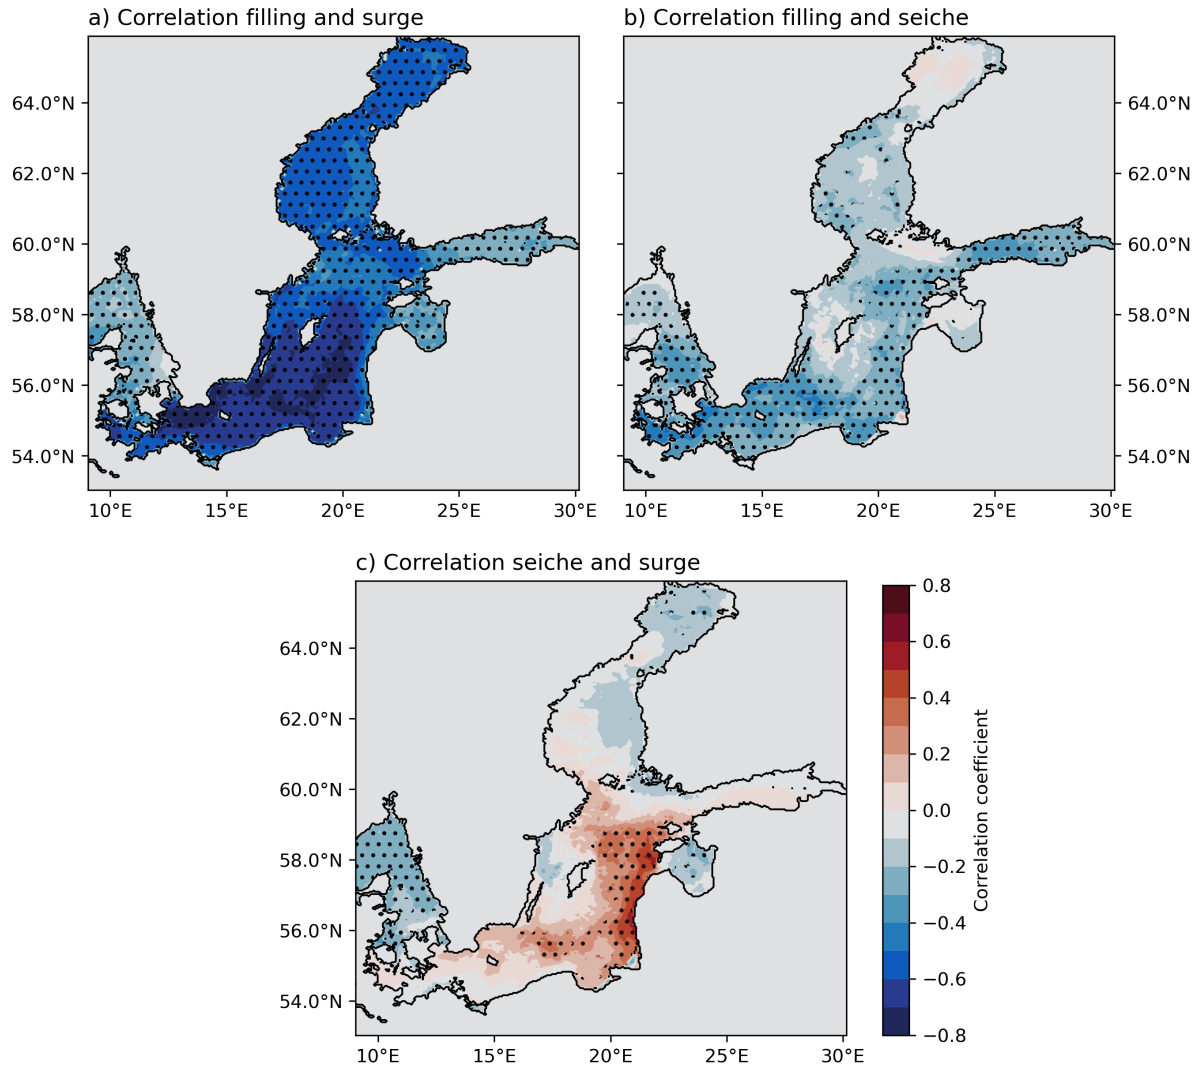 a) Correlation filling and surge
b) Correlation filling and seiche
64.0°N
62.0°N
60.0°N
58.0°N
56.0°N
54.0°N
64.0°N
62.0°N
60.0°N
58.0°N
56.0°N
54.0°N
10°E 15°E 20°E 25°E 30°E
10°E 15°E 20°E 25°E 30°E
c) Correlation seiche and surge
64.0°N
62.0°N
60.0°N
58.0°N
56.0°N
54.0°N
10°E 15°E 20°E 25°E 30°E
0.8
0.6
0.4
0.2
0.0
−0.2
−0.4
−0.6
−0.8
Correlation coefficient